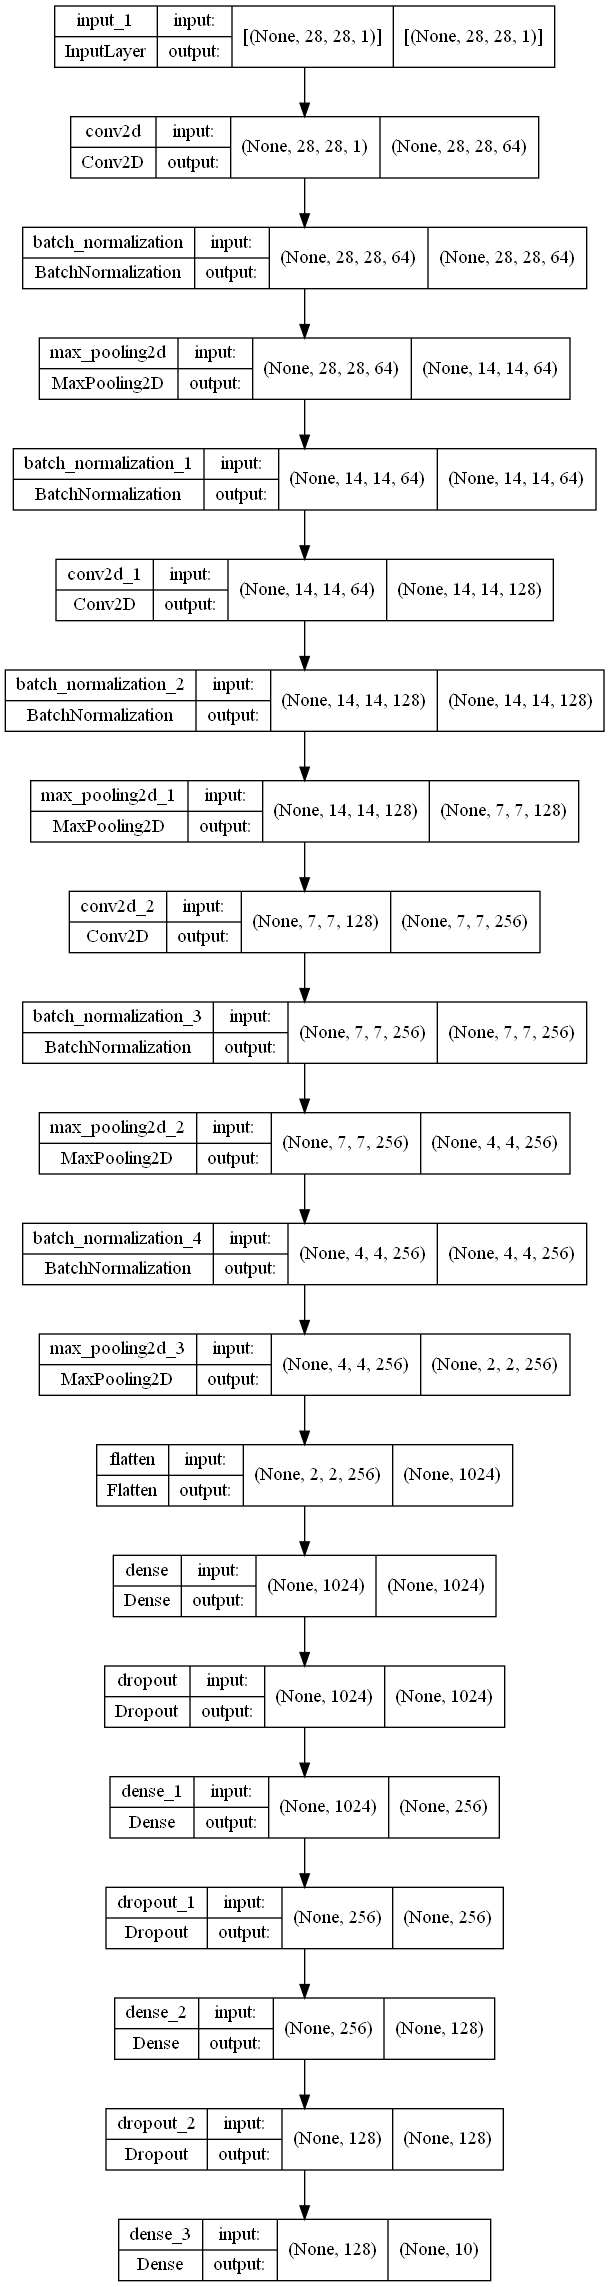 input_1 input: [(None, 28, 28, 1)] [(None, 28, 28, 1)]
InputLayer output:
conv2d input: (None, 28, 28, 1) (None, 28, 28, 64)
Conv2D output:
batch_normalization input: (None, 28, 28, 64) (None, 28, 28, 64)
BatchNormalization output:
max_pooling2d input: (None, 28, 28, 64) (None, 14, 14, 64)
MaxPooling2D output:
batch_normalization_1 input: (None, 14, 14, 64) (None, 14, 14, 64)
BatchNormalization output:
conv2d_1 input: (None, 14, 14, 64) (None, 14, 14, 128)
Conv2D output:
batch_normalization_2 input: (None, 14, 14, 128) (None, 14, 14, 128)
BatchNormalization output:
max_pooling2d_1 input: (None, 14, 14, 128) (None, 7, 7, 128)
MaxPooling2D output:
conv2d_2 input: (None, 7, 7, 128) (None, 7, 7, 256)
Conv2D output:
batch_normalization_3 input: (None, 7, 7, 256) (None, 7, 7, 256)
BatchNormalization output:
max_pooling2d_2 input: (None, 7, 7, 256) (None, 4, 4, 256)
MaxPooling2D output:
batch_normalization_4 input: (None, 4, 4, 256) (None, 4, 4, 256)
BatchNormalization output:
max_pooling2d_3 input: (None, 4, 4, 256) (None, 2, 2, 256)
MaxPooling2D output:
flatten input: (None, 2, 2, 256) (None, 1024)
Flatten output:
dense input: (None, 1024) (None, 1024)
Dense output:
dropout input: (None, 1024) (None, 1024)
Dropout output:
dense_1 input: (None, 1024) (None, 256)
Dense output:
dropout_1 input: (None, 256) (None, 256)
Dropout output:
dense_2 input: (None, 256) (None, 128)
Dense output:
dropout_2 input: (None, 128) (None, 128)
Dropout output:
dense_3 input: (None, 128) (None, 10)
Dense output: